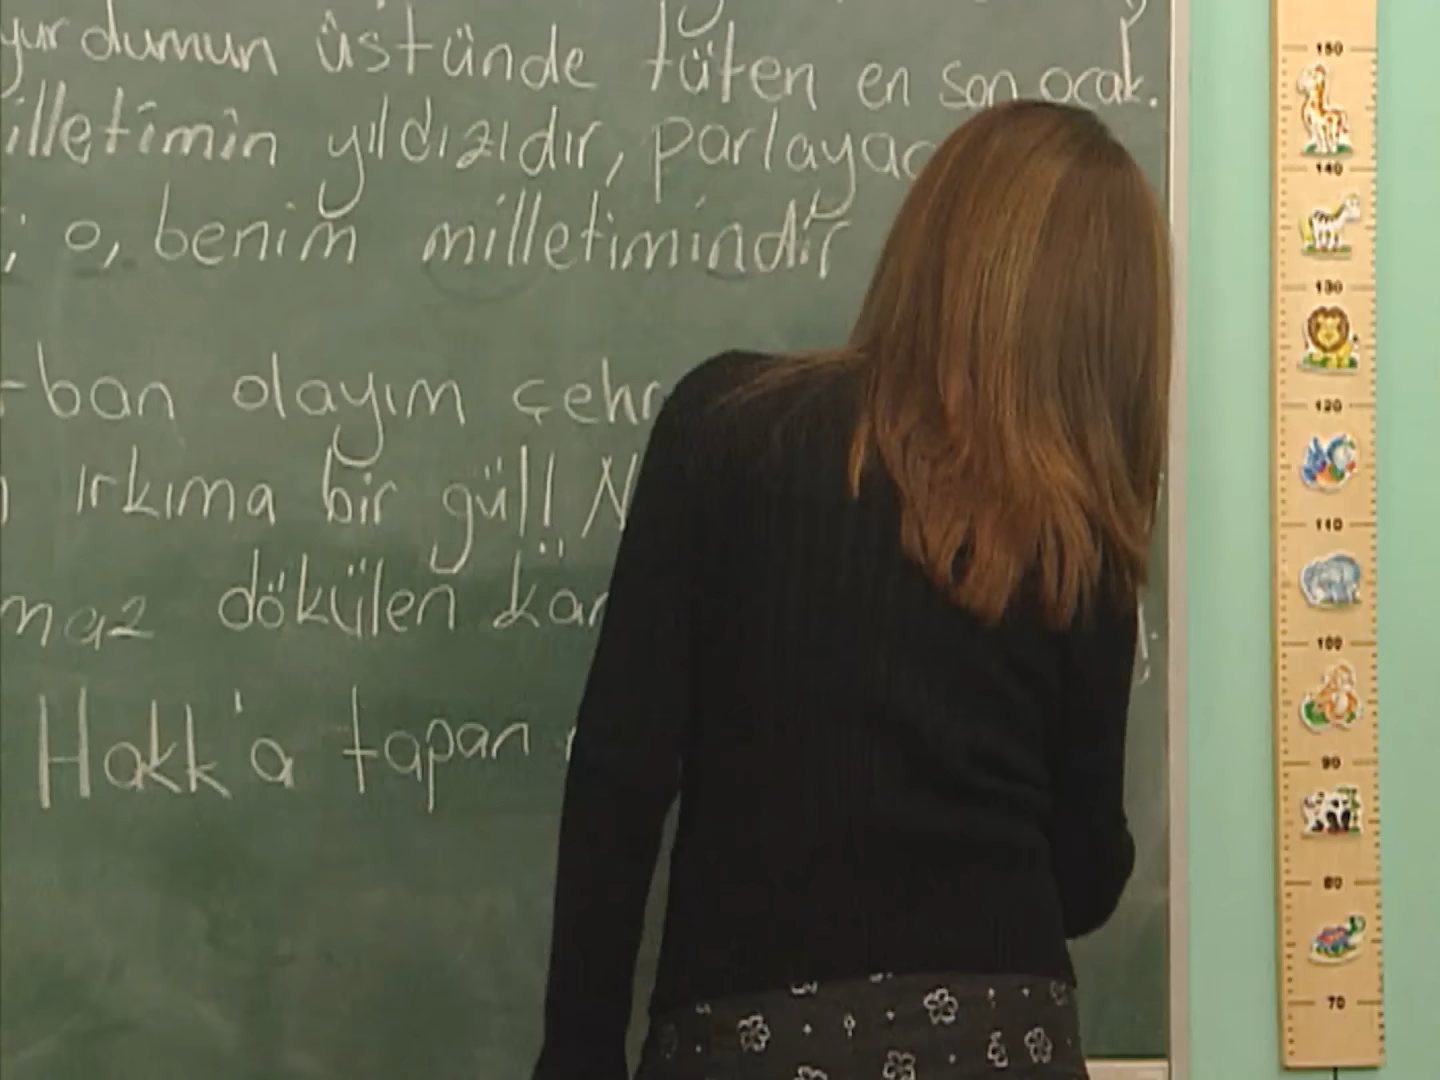 yurdumun üstünde tüten en son ocak.
illetimin yıldızıdır, parlayac
; o, benim milletimindir
-ban olayım çehr
ırkıma bir gül! N
maz dökülen kan
Hakk'a tapan
150
140
130
120
110
100
90
80
70